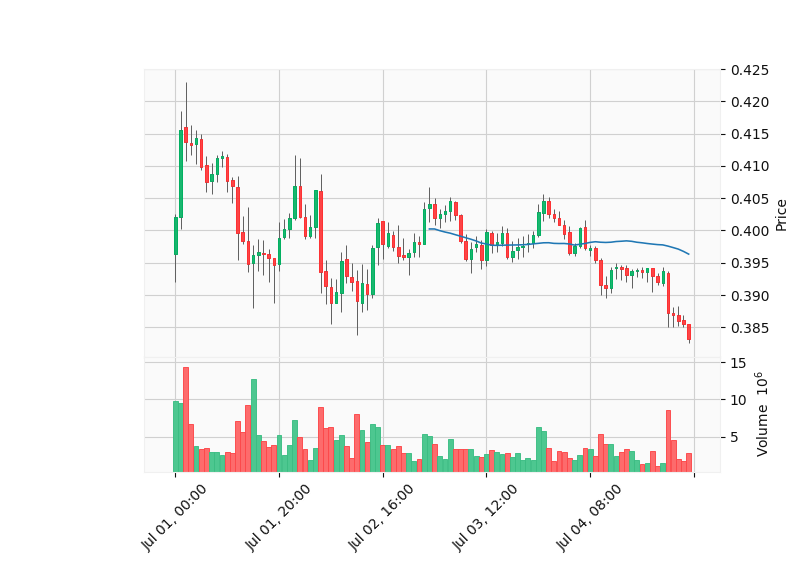 0.425
0.420
0.415
0.410
0.405
0.400
0.395
0.390
0.385
Price
15
10
5
Volume 10^6
Jul 01, 00:00
Jul 01, 20:00
Jul 02, 16:00
Jul 03, 12:00
Jul 04, 08:00